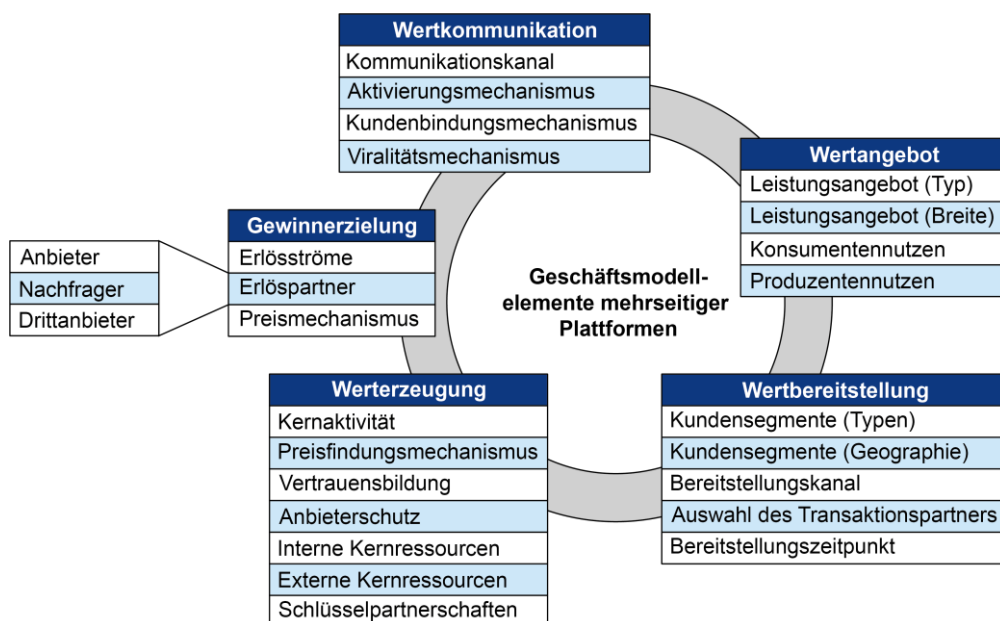 Wertkommunikation
Kommunikationskanal
Aktivierungsmechanismus
Kundenbindungsmechanismus
Viralitätsmechanismus
Wertangebot
Leistungsangebot (Typ)
Leistungsangebot (Breite)
Konsumentennutzen
Produzentennutzen
Gewinnerzielung
Erlösströme
Erlöspartner
Preismechanismus
Anbieter
Nachfrager
Drittanbieter
Geschäftsmodell-
elemente mehrseitiger
Plattformen
Werterzeugung
Kernaktivität
Preisfindungsmechanismus
Vertrauensbildung
Anbieterschutz
Interne Kernressourcen
Externe Kernressourcen
Schlüsselpartnerschaften
Wertbereitstellung
Kundensegmente (Typen)
Kundensegmente (Geographie)
Bereitstellungskanal
Auswahl des Transaktionspartners
Bereitstellungszeitpunkt